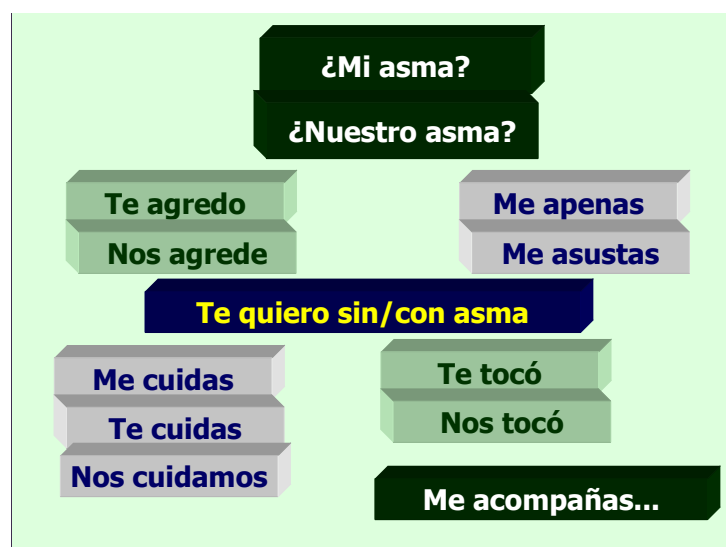 ¿Mi asma?
¿Nuestro asma?
Te agredo
Nos agrede
Me apenas
Me asustas
Te quiero sin/con asma
Me cuidas
Te cuidas
Nos cuidamos
Te tocó
Nos tocó
Me acompañas...